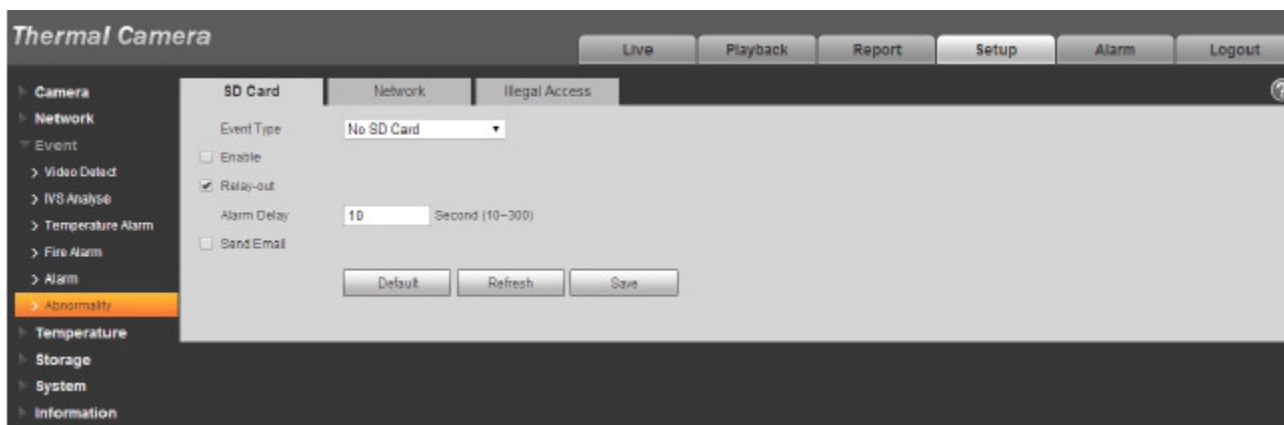 Thermal Camera
Live Playback Report Setup Alarm Logout
Camera
Network
Event
Video Detect
IVS Analyse
Temperature Alarm
Fire Alarm
Alarm
Abnormality
Temperature
Storage
System
Information
SD Card Network Illegal Access
Event Type No SD Card
Enable
Relay-out
Alarm Delay 10 Second (10~300)
Send Email
Default Refresh Save